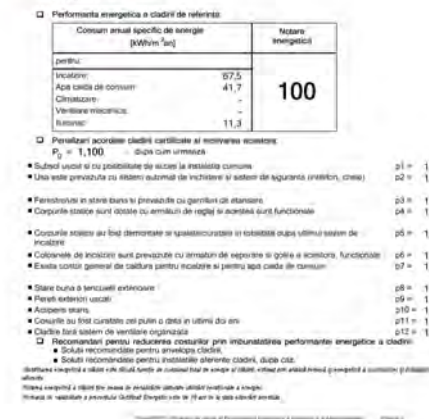 ❑ Performanta energetica a cladirii de referinta:
Consum anual specific de energie
[kWh/m²an]
Notare
energetica
pentru:
Incalzire: 67,5
Apa calda de consum: 41,7
Climatizare: -
Ventilare mecanica: -
Iluminat: 11,3
100
❑ Penalizari acordate cladirii certificate si motivarea acestora:
P0 = 1,100 dupa cum urmeaza
■ Subsol uscat si cu posibilitate de acces la instalatia comuna p1 = 1
■ Usa este prevazuta cu sistem automat de inchidere si sistem de siguranta (interfon, cheie) p2 = 1
■ Ferestre/usi in stare buna si prevazute cu garnituri de etansare p3 = 1
■ Corpurile statice sunt dotate cu armaturi de reglaj si acestea sunt functionale p4 = 1
■ Corpurile statice au fost demontate si spalate/curatate in totalitate dupa ultimul sezon de
incalzire p5 = 1
■ Coloanele de incalzire sunt prevazute cu armaturi de separare si golire a acestora, functionale p6 = 1
■ Exista contor general de caldura pentru incalzire si pentru apa calda de consum p7 = 1
■ Stare buna a tencuielii exterioare p8 = 1
■ Pereti exteriori uscati p9 = 1
■ Acoperis etans p10 = 1
■ Cosurile au fost curatate cel putin o data in ultimii doi ani p11 = 1
■ Cladire fara sistem de ventilare organizata p12 = 1
❑ Recomandari pentru reducerea costurilor prin imbunatatirea performantei energetice a cladirii:
■ Solutii recomandate pentru anvelopa cladirii,
■ Solutii recomandate pentru instalatiile aferente cladirii, dupa caz.